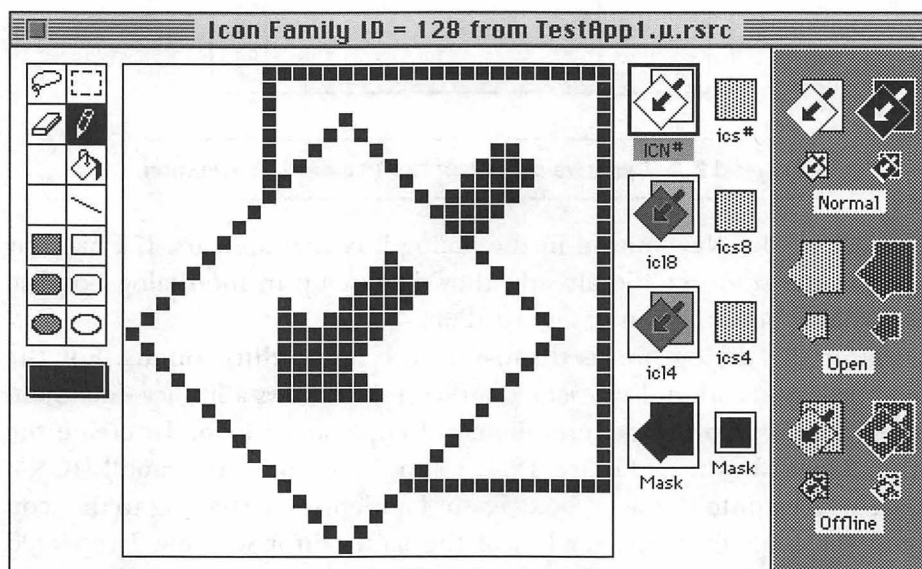 Icon Family ID = 128 from TestApp1.µ.rsrc
ICN#
ics#
icl8
ics8
icl4
ics4
Mask
Mask
Normal
Open
Offline